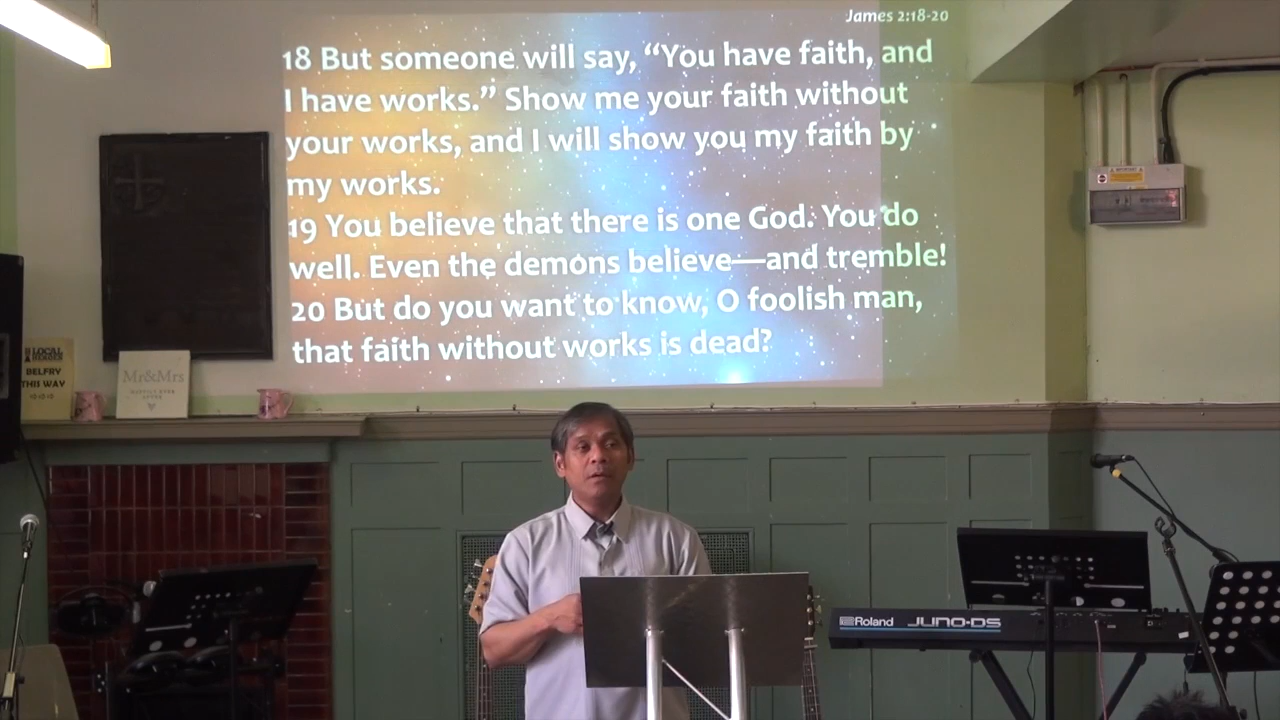 James 2:18-20
18 But someone will say, “You have faith, and
I have works.” Show me your faith without
your works, and I will show you my faith by
my works.
19 You believe that there is one God. You do
well. Even the demons believe—and tremble!
20 But do you want to know, O foolish man,
that faith without works is dead?
LOCAL
BELFRY
THIS WAY
Mr&Mrs
HAPPILY EVER
AFTER
Roland
JUNO-DS